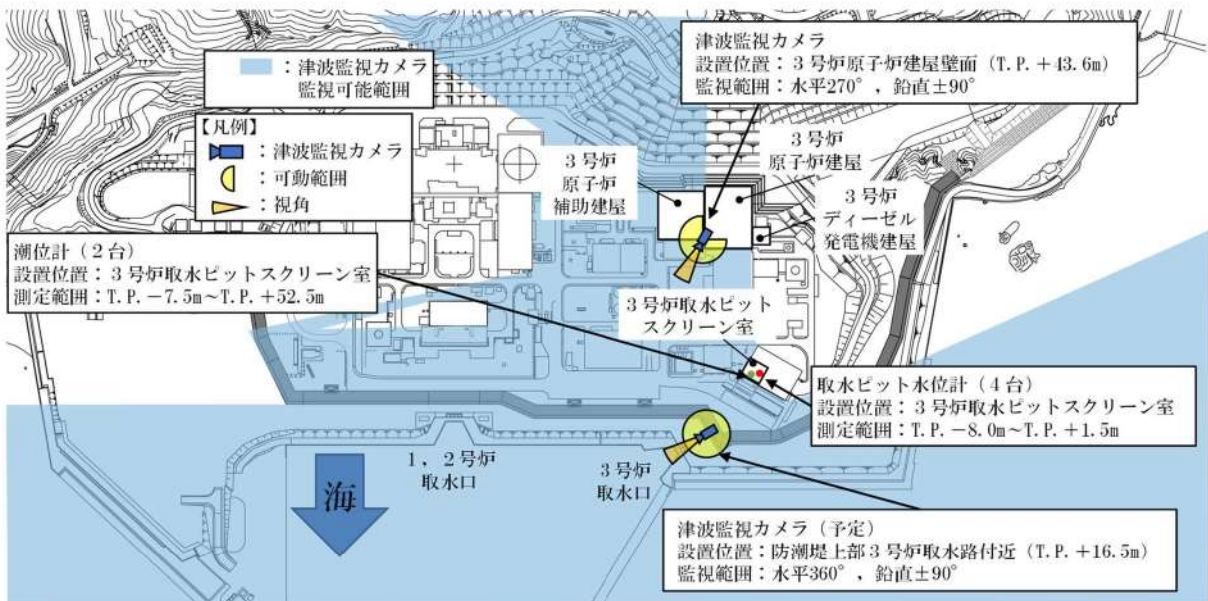 津波監視カメラ
設置位置：３号炉原子炉建屋壁面（T.P.＋43.6m）
監視範囲：水平270°，鉛直±90°
：津波監視カメラ
監視可能範囲
【凡例】
：津波監視カメラ
：可動範囲
：視角
３号炉
原子炉
補助建屋
３号炉
原子炉建屋
３号炉
ディーゼル
発電機建屋
潮位計（２台）
設置位置：３号炉取水ピットスクリーン室
測定範囲：T.P.－7.5m～T.P.＋52.5m
３号炉取水ピット
スクリーン室
取水ピット水位計（４台）
設置位置：３号炉取水ピットスクリーン室
測定範囲：T.P.－8.0m～T.P.＋1.5m
１，２号炉
取水口
３号炉
取水口
海
津波監視カメラ（予定）
設置位置：防潮堤上部３号炉取水路付近（T.P.＋16.5m）
監視範囲：水平360°，鉛直±90°